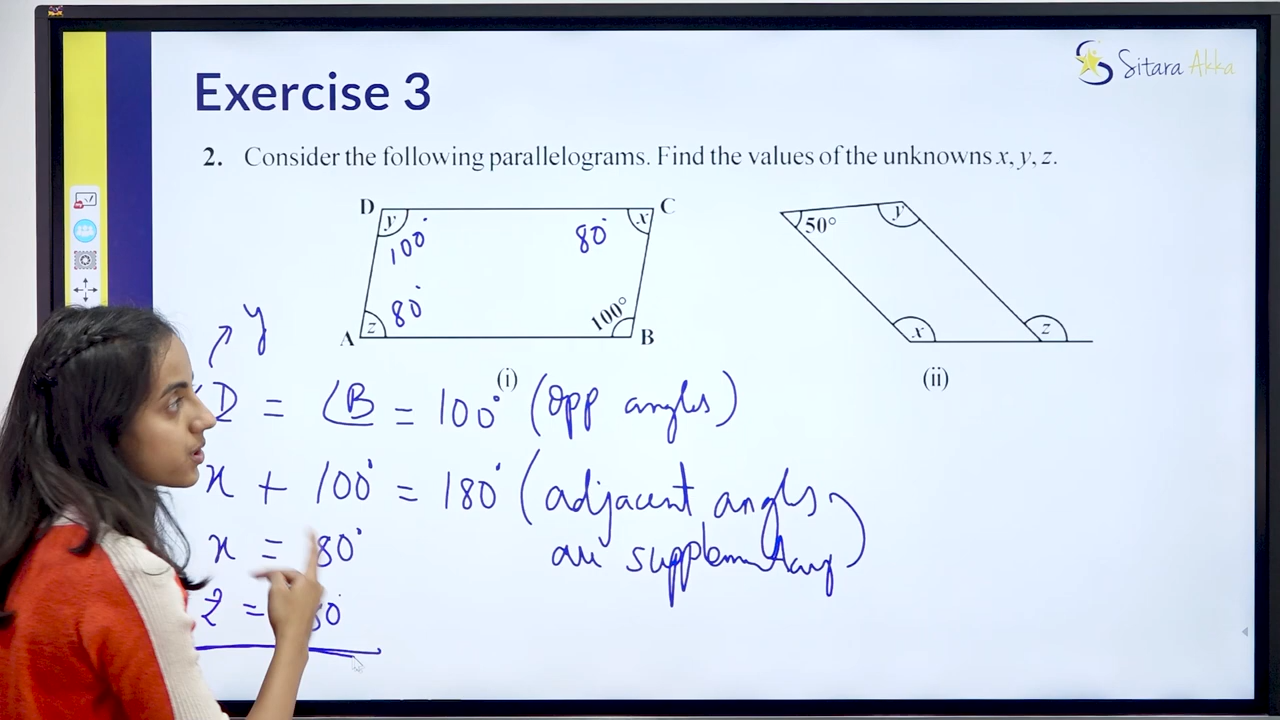 Sitara Akka
Exercise 3
2. Consider the following parallelograms. Find the values of the unknowns x, y, z.
D y C x
100° 80°
80°
A z 100° B
50° y
x z
(i) (ii)
y
D = ∠B = 100° (opp angles)
x + 100° = 180° (adjacent angles
are supplementary)
x = 80°
z = 80°